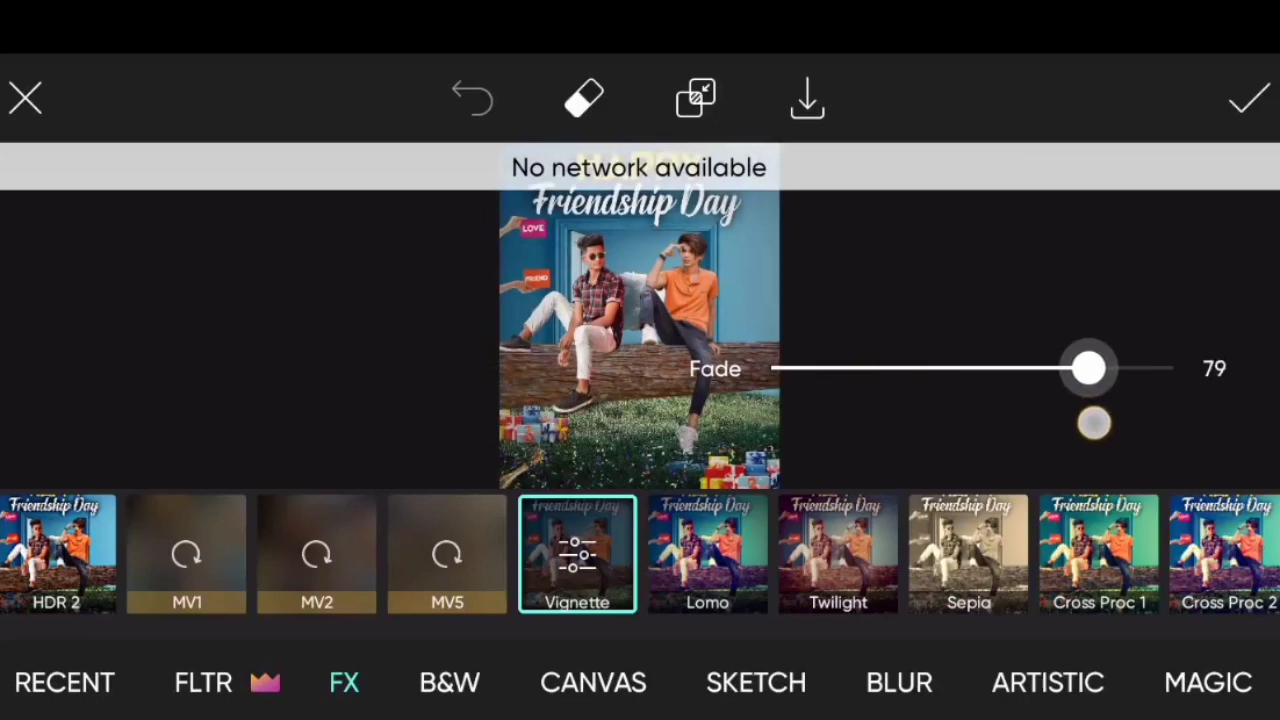 No network available
HAPPY
Friendship Day
LOVE
FRIEND
Fade
79
Friendship Day
Friendship Day
Friendship Day
Friendship Day
Friendship Day
Friendship Day
Friendship Day
HDR 2
MV1
MV2
MV5
Vignette
Lomo
Twilight
Sepia
Cross Proc 1
Cross Proc 2
RECENT
FLTR
FX
B&W
CANVAS
SKETCH
BLUR
ARTISTIC
MAGIC